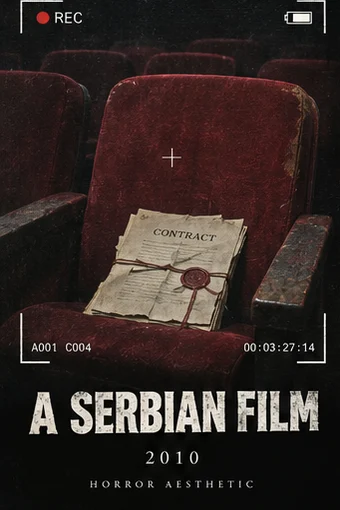 REC
CONTRACT
A001 C004
00:03:27:14
A SERBIAN FILM
2010
HORROR AESTHETIC